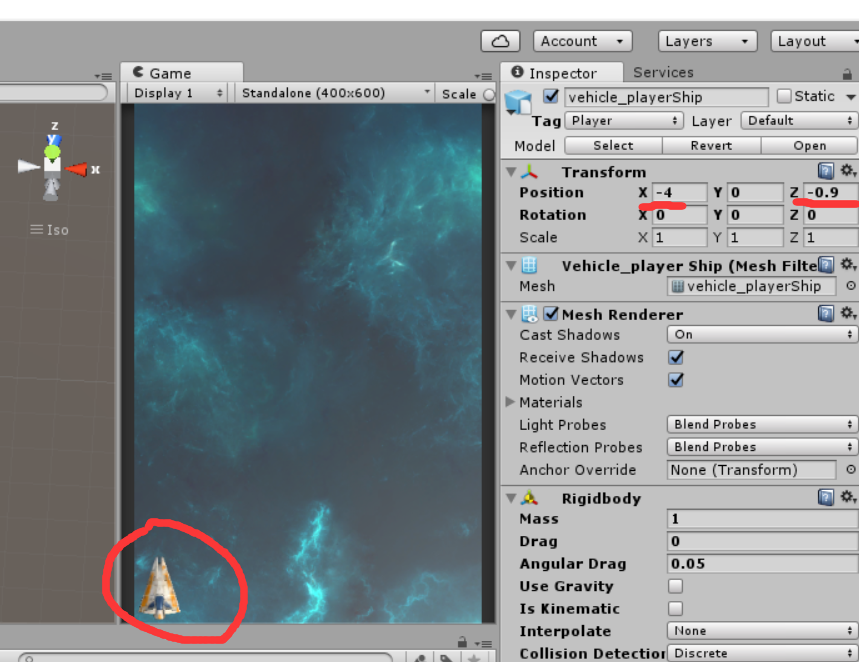 Account
Layers
Layout
Game
Inspector
Services
Display 1
Standalone (400x600)
Scale
vehicle_playerShip
Static
Tag Player
Layer Default
Model Select Revert Open
z
y
x
Iso
Transform
Position X -4 Y 0 Z -0.9
Rotation X 0 Y 0 Z 0
Scale X 1 Y 1 Z 1
Vehicle_player Ship (Mesh Filte
Mesh vehicle_playerShip
Mesh Renderer
Cast Shadows On
Receive Shadows
Motion Vectors
Materials
Light Probes Blend Probes
Reflection Probes Blend Probes
Anchor Override None (Transform)
Rigidbody
Mass 1
Drag 0
Angular Drag 0.05
Use Gravity
Is Kinematic
Interpolate None
Collision Detection Discrete